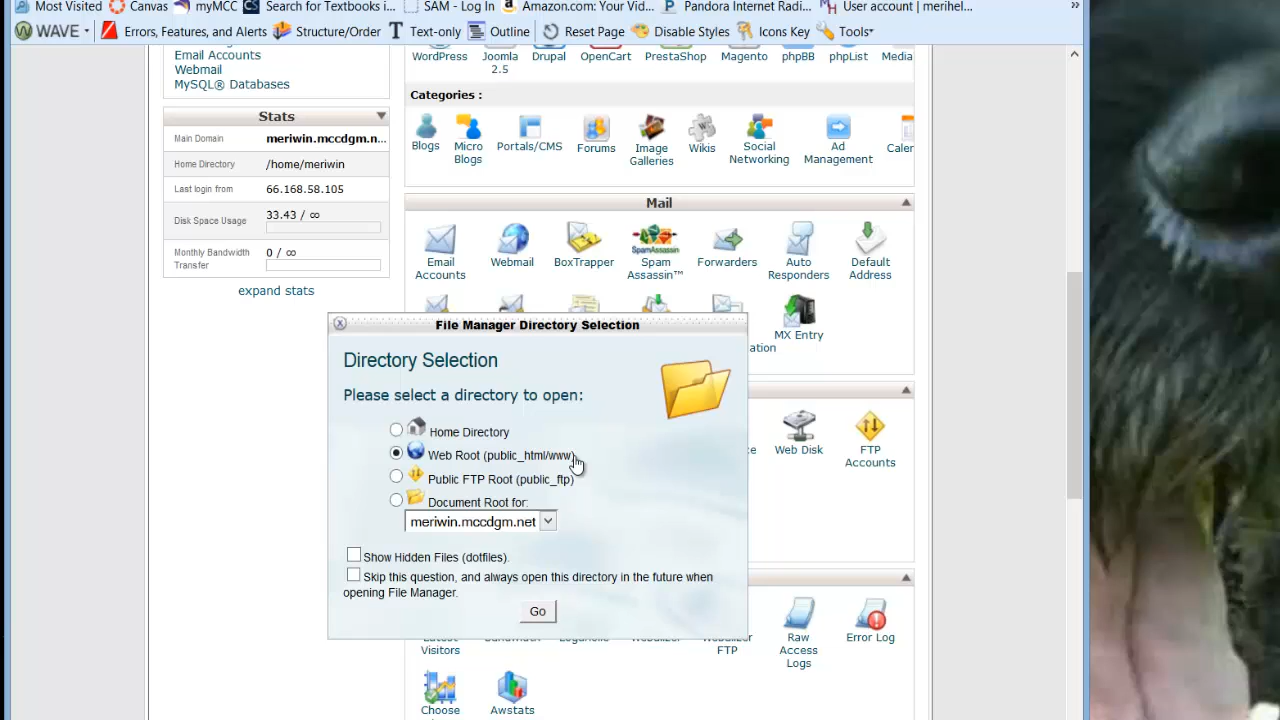 Most Visited Canvas myMCC Search for Textbooks i... SAM - Log In Amazon.com: Your Vid... Pandora Internet Radi... User account | merihel... »
WAVE Errors, Features, and Alerts Structure/Order Text-only Outline Reset Page Disable Styles Icons Key Tools
Email Accounts
Webmail
MySQL® Databases
Stats
Main Domain meriwin.mccdgm.n...
Home Directory /home/meriwin
Last login from 66.168.58.105
Disk Space Usage 33.43 / ∞
Monthly Bandwidth Transfer 0 / ∞
expand stats
WordPress Joomla 2.5 Drupal OpenCart PrestaShop Magento phpBB phpList Media
Categories :
Blogs Micro Blogs Portals/CMS Forums Image Galleries Wikis Social Networking Ad Management Caler
Mail
Email Accounts Webmail BoxTrapper Spam Assassin™ Forwarders Auto Responders Default Address
MX Entry
ation
File Manager Directory Selection
Directory Selection
Please select a directory to open:
Home Directory
Web Root (public_html/www)
Public FTP Root (public_ftp)
Document Root for:
meriwin.mccdgm.net
Show Hidden Files (dotfiles).
Skip this question, and always open this directory in the future when
opening File Manager.
Go
Web Disk FTP Accounts
Latest Visitors
FTP
Raw Access Logs Error Log
Choose
Awstats